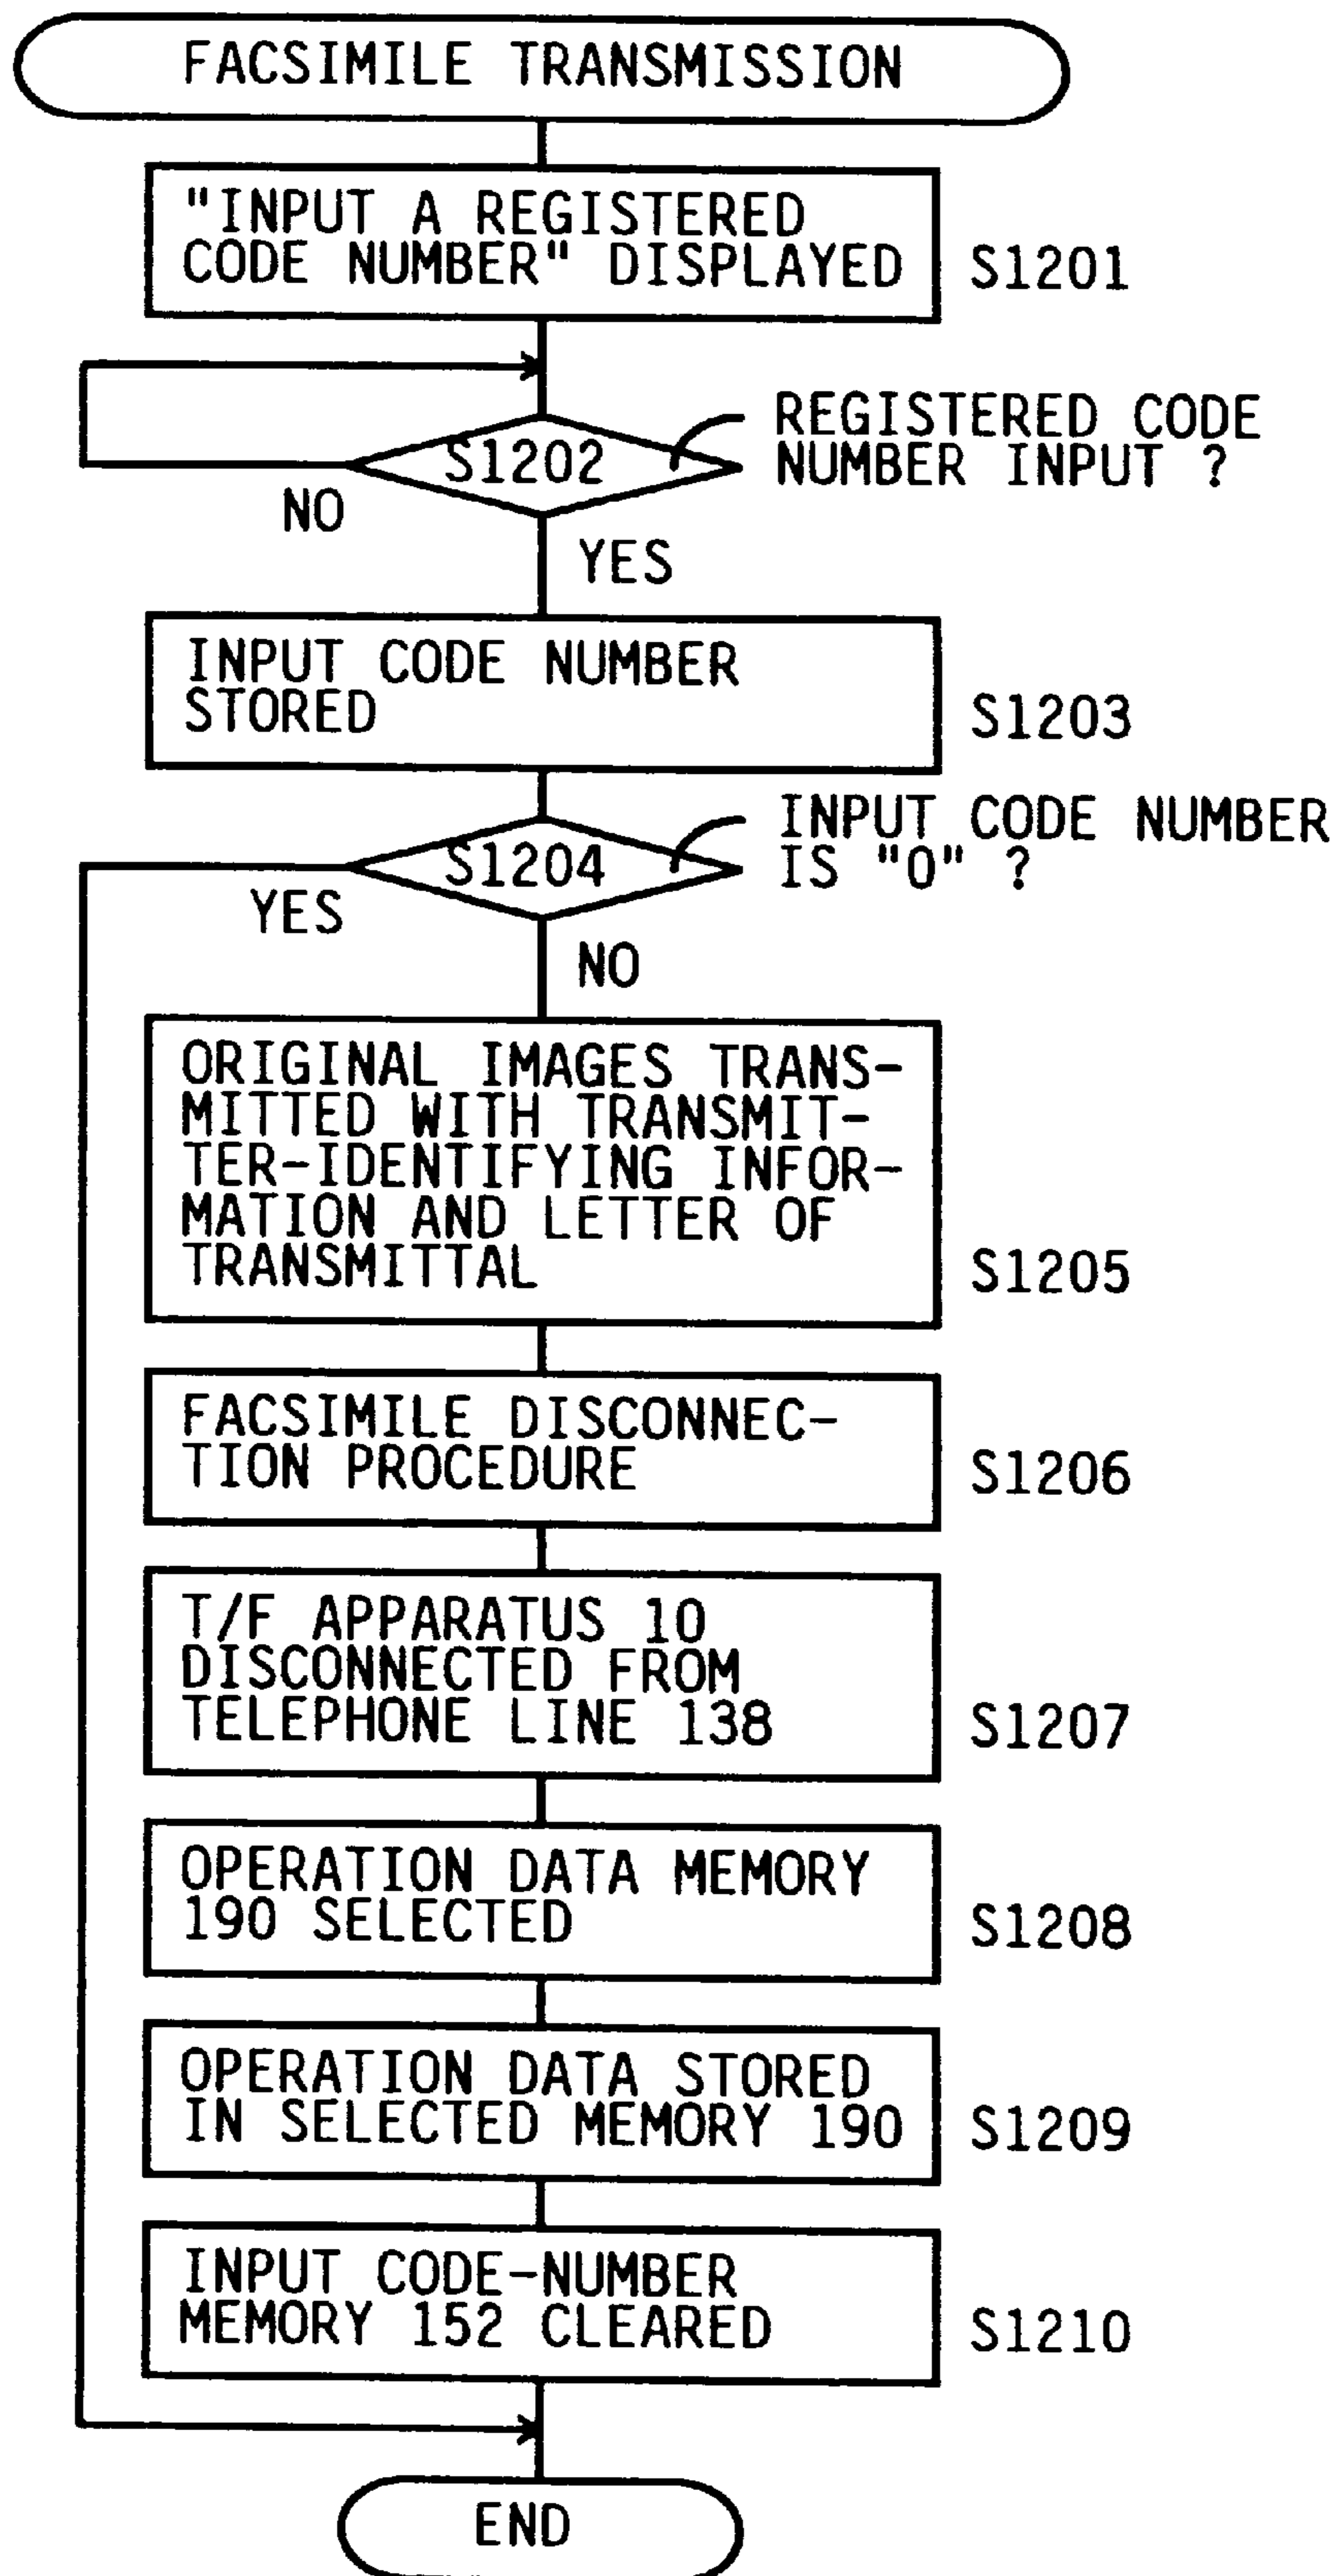 FACSIMILE TRANSMISSION
"INPUT A REGISTERED
CODE NUMBER" DISPLAYED
S1201
REGISTERED CODE
NUMBER INPUT ?
S1202
NO
YES
INPUT CODE NUMBER
STORED
S1203
INPUT CODE NUMBER
IS "0" ?
S1204
YES
NO
ORIGINAL IMAGES TRANS-
MITTED WITH TRANSMIT-
TER-IDENTIFYING INFOR-
MATION AND LETTER OF
TRANSMITTAL
S1205
FACSIMILE DISCONNEC-
TION PROCEDURE
S1206
T/F APPARATUS 10
DISCONNECTED FROM
TELEPHONE LINE 138
S1207
OPERATION DATA MEMORY
190 SELECTED
S1208
OPERATION DATA STORED
IN SELECTED MEMORY 190
S1209
INPUT CODE-NUMBER
MEMORY 152 CLEARED
S1210
END